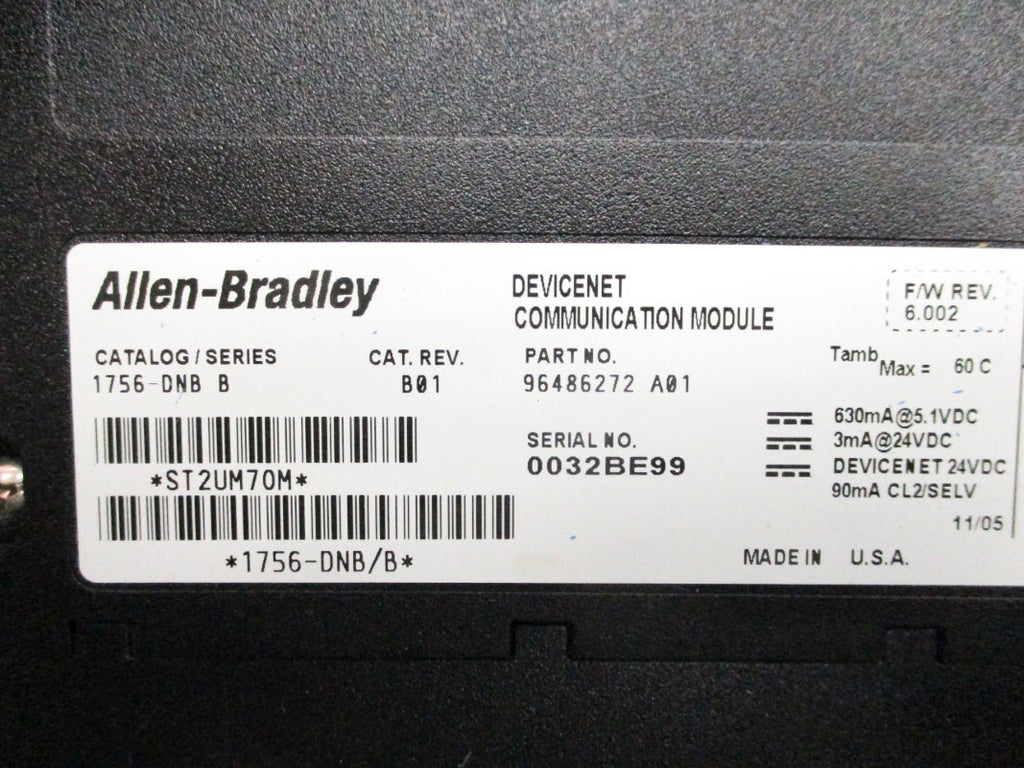 Allen-Bradley
CATALOG / SERIES CAT. REV.
1756-DNB B B01
*ST2UM70M*
*1756-DNB/B*
DEVICENET
COMMUNICATION MODULE
PART NO.
96486272 A01
SERIAL NO.
0032BE99
F/W REV.
6.002
Tamb Max = 60 C
630mA@5.1VDC
3mA@24VDC
DEVICENET 24VDC
90mA CL2/SELV
11/05
MADE IN U.S.A.